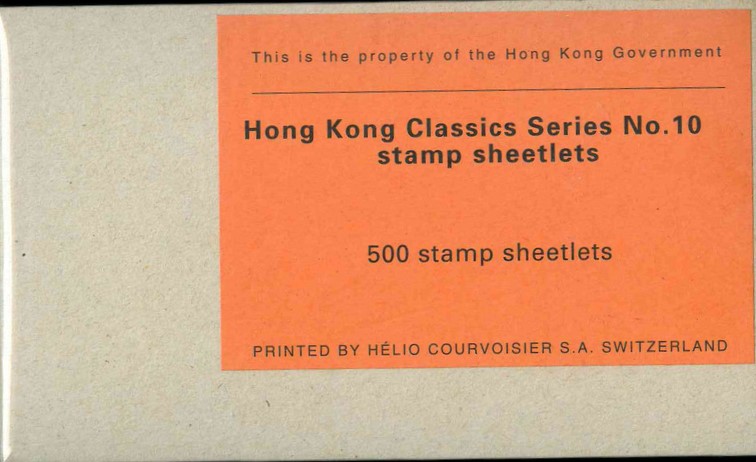 This is the property of the Hong Kong Government
Hong Kong Classics Series No.10
stamp sheetlets
500 stamp sheetlets
PRINTED BY HÉLIO COURVOISIER S.A. SWITZERLAND